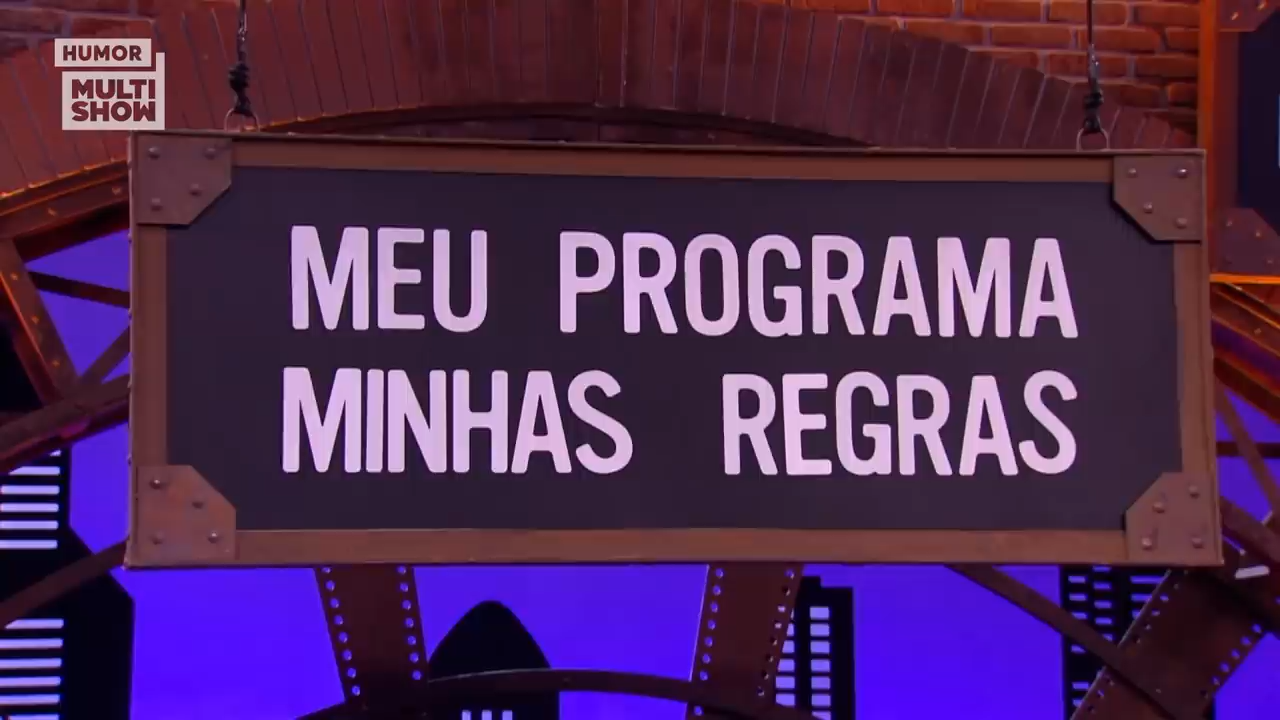 HUMOR
MULTI
SHOW
MEU PROGRAMA
MINHAS REGRAS